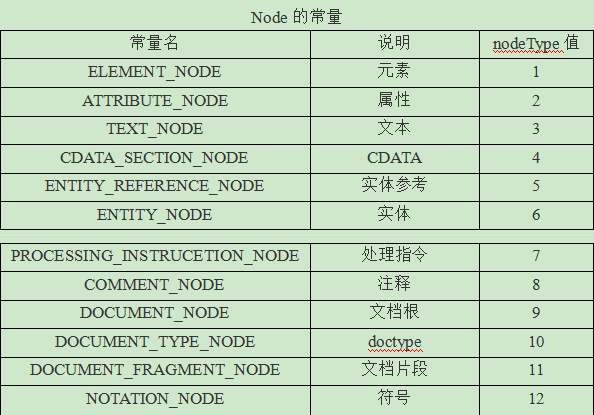 Node 的常量
常量名 说明 nodeType 值
ELEMENT_NODE 元素 1
ATTRIBUTE_NODE 属性 2
TEXT_NODE 文本 3
CDATA_SECTION_NODE CDATA 4
ENTITY_REFERENCE_NODE 实体参考 5
ENTITY_NODE 实体 6
PROCESSING_INSTRUCETION_NODE 处理指令 7
COMMENT_NODE 注释 8
DOCUMENT_NODE 文档根 9
DOCUMENT_TYPE_NODE doctype 10
DOCUMENT_FRAGMENT_NODE 文档片段 11
NOTATION_NODE 符号 12